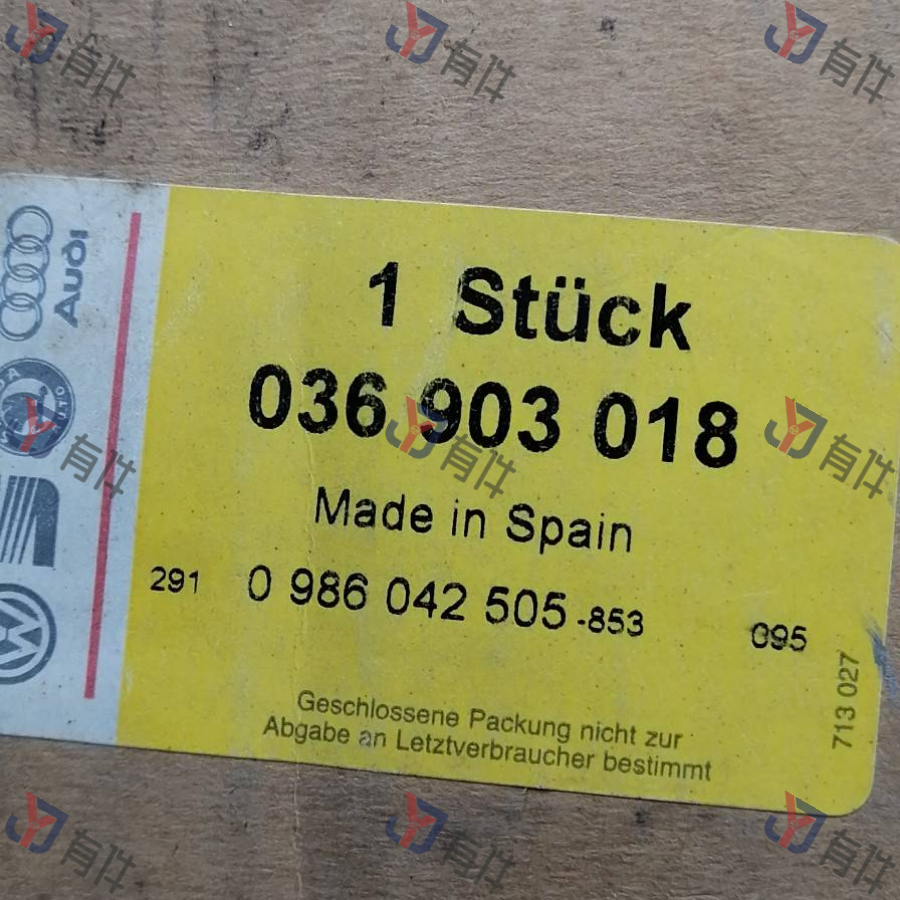 1 Stück
036 903 018
Made in Spain
291 0 986 042 505 -853 095
Geschlossene Packung nicht zur
Abgabe an Letztverbraucher bestimmt
713 027
Audi
有件